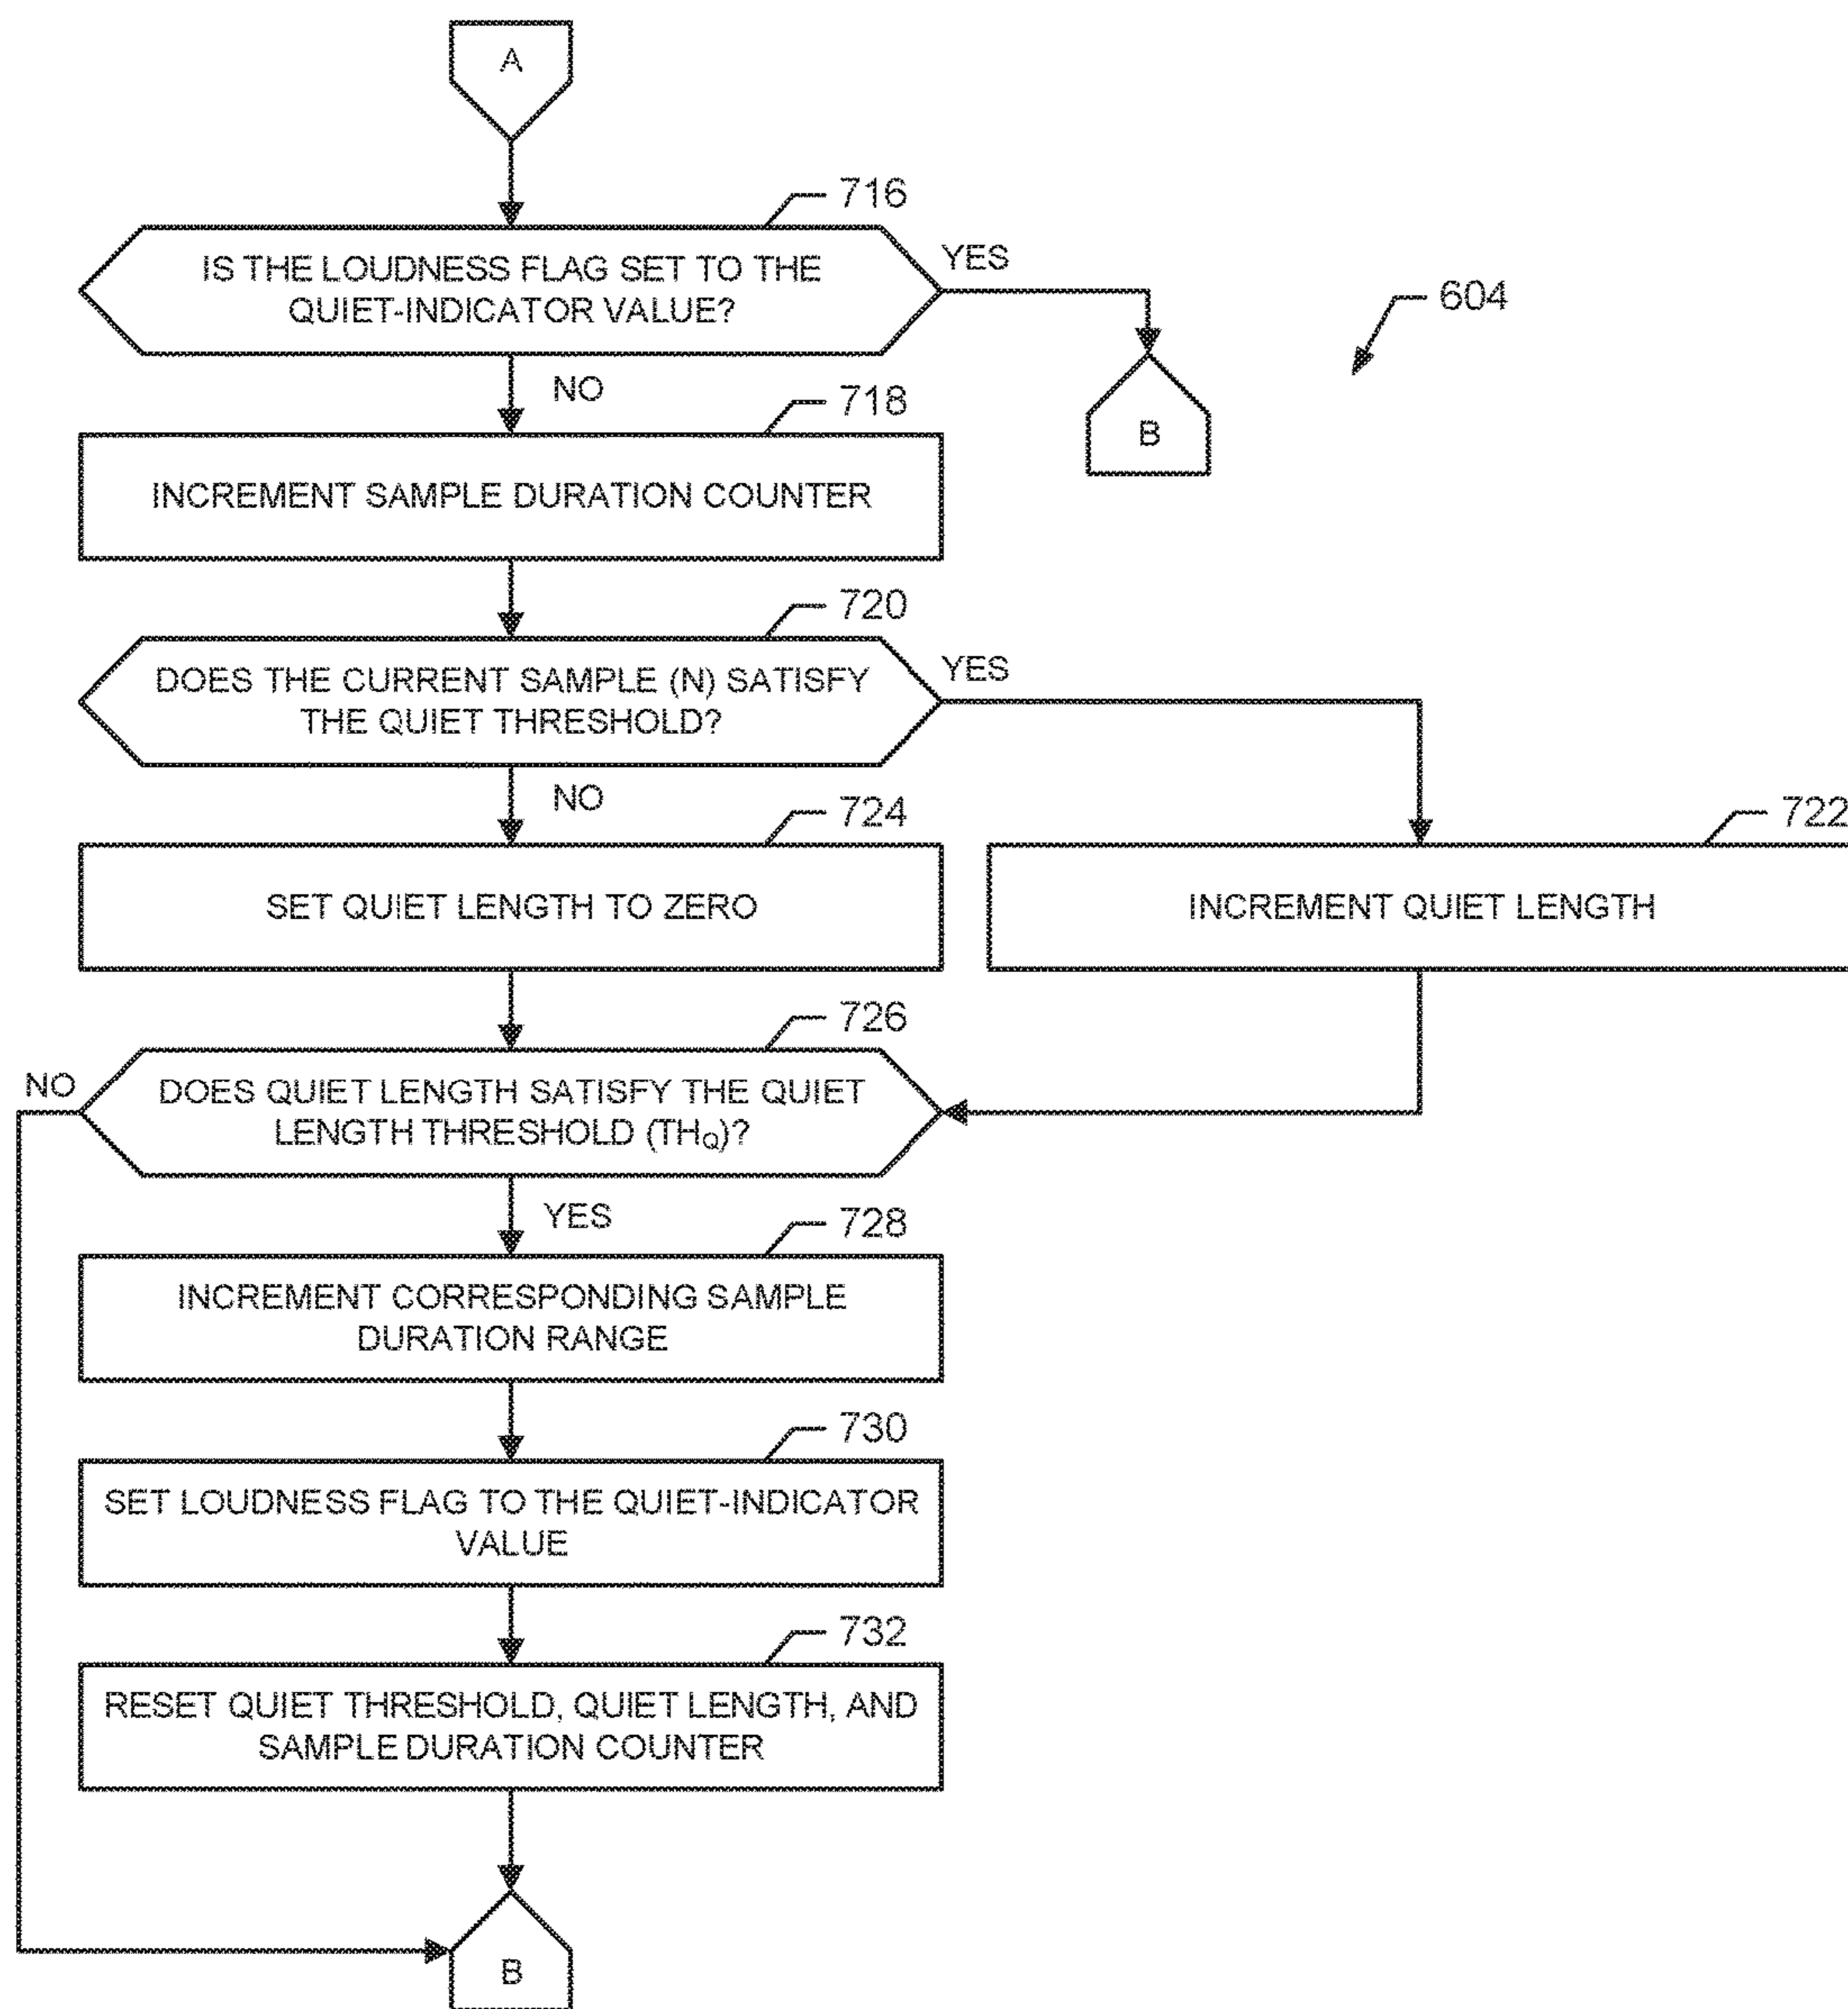 A
716
IS THE LOUDNESS FLAG SET TO THE
QUIET-INDICATOR VALUE?
YES
604
B
NO
718
INCREMENT SAMPLE DURATION COUNTER
720
DOES THE CURRENT SAMPLE (N) SATISFY
THE QUIET THRESHOLD?
YES
NO
724
SET QUIET LENGTH TO ZERO
722
INCREMENT QUIET LENGTH
726
NO
DOES QUIET LENGTH SATISFY THE QUIET
LENGTH THRESHOLD (THQ)?
YES
728
INCREMENT CORRESPONDING SAMPLE
DURATION RANGE
730
SET LOUDNESS FLAG TO THE QUIET-INDICATOR
VALUE
732
RESET QUIET THRESHOLD, QUIET LENGTH, AND
SAMPLE DURATION COUNTER
B